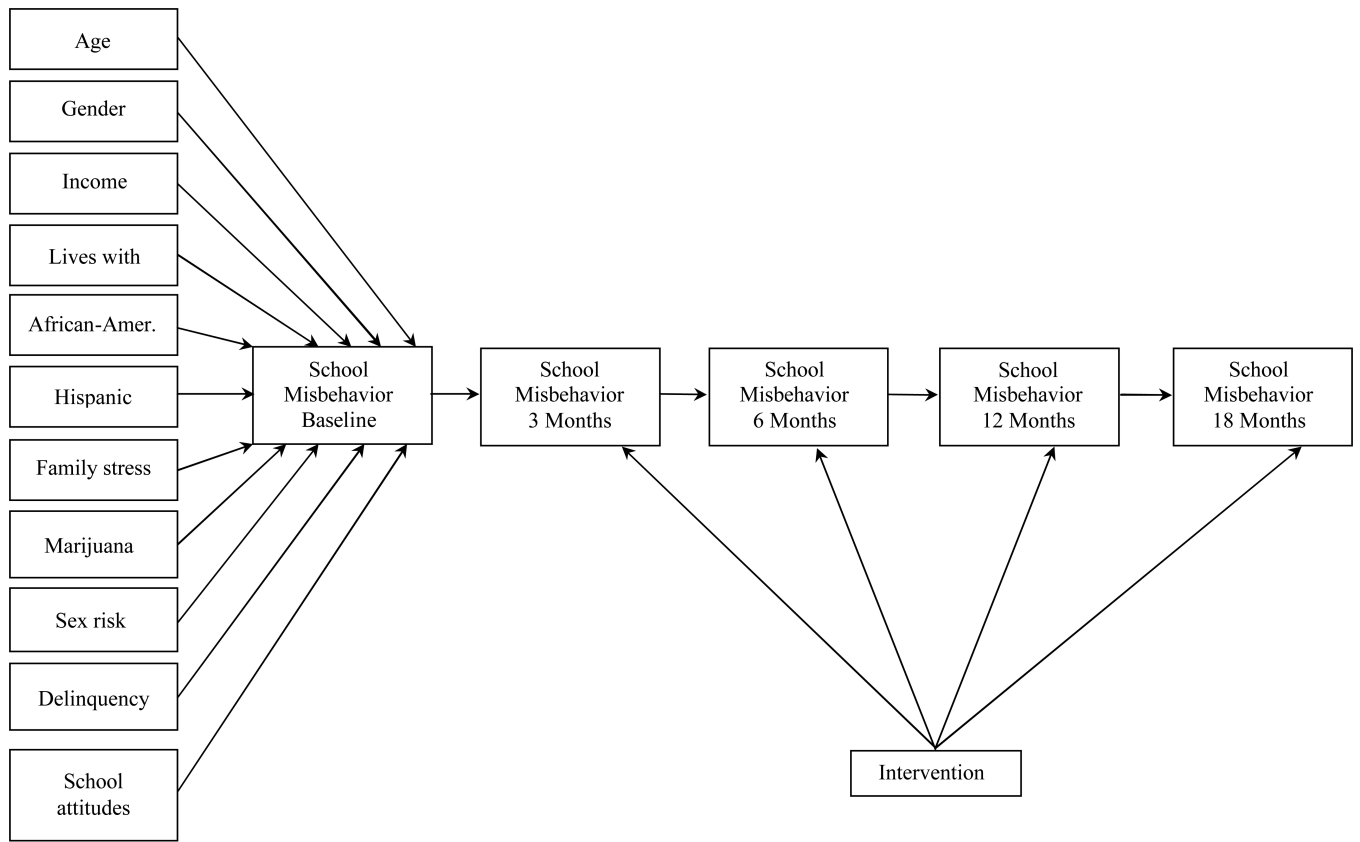 Age
Gender
Income
Lives with
African-Amer.
Hispanic
Family stress
Marijuana
Sex risk
Delinquency
School
attitudes
School
Misbehavior
Baseline
School
Misbehavior
3 Months
School
Misbehavior
6 Months
School
Misbehavior
12 Months
School
Misbehavior
18 Months
Intervention